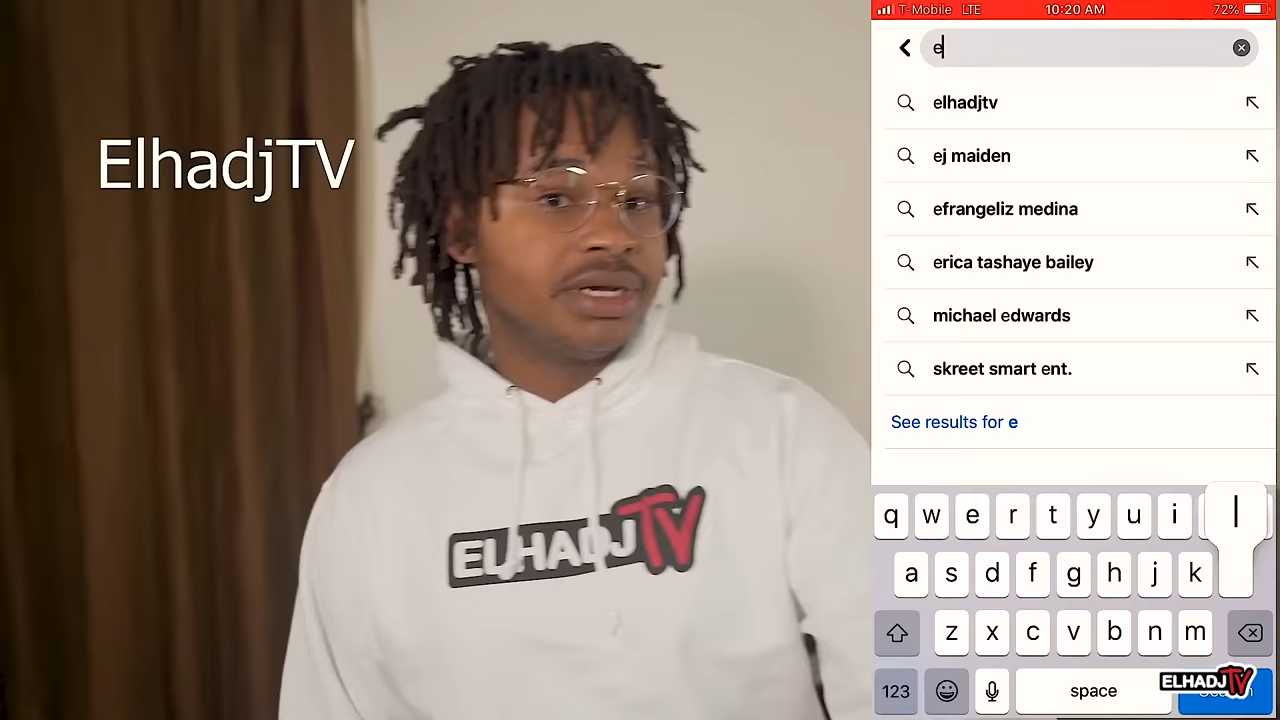 ElhadjTV
ELHADJTV
T-Mobile LTE 10:20 AM 72%
e
elhadjtv
ej maiden
efrangeliz medina
erica tashaye bailey
michael edwards
skreet smart ent.
See results for e
q w e r t y u i l
a s d f g h j k
z x c v b n m
123 space
ELHADJTV